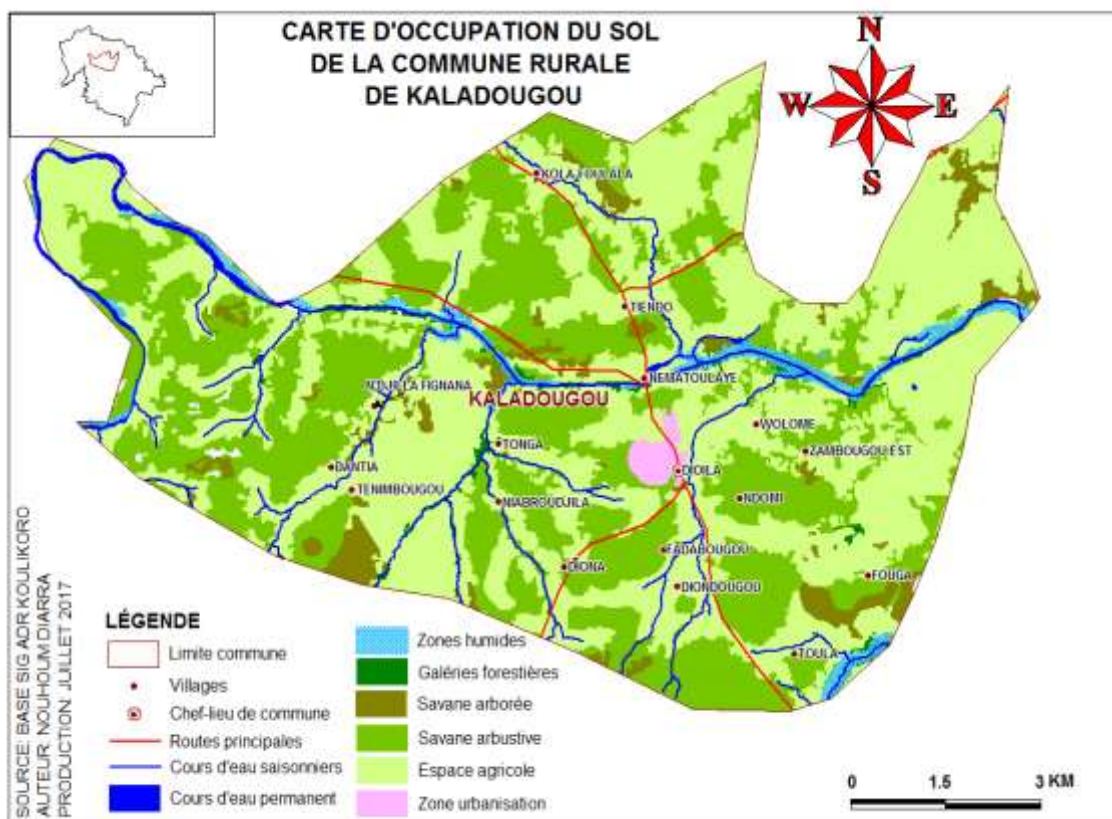 CARTE D'OCCUPATION DU SOL
DE LA COMMUNE RURALE
DE KALADOUGOU
N
W
E
S
KOLA FOULALA
TIENDO
NEMATOULAYE
KALADOUGOU
TONGA
WOLOME
ZAMBOUGOU EST
DANTIA
DIOILA
TENIMBOUGOU
NIABROUDJILA
NDOMI
FADABOUGOU
DIONA
FOUGA
DIONDOUGOU
TOULA
LÉGENDE
Limite commune
Villages
Chef-lieu de commune
Routes principales
Cours d'eau saisonniers
Cours d'eau permanent
Zones humides
Galéries forestières
Savane arborée
Savane arbustive
Espace agricole
Zone urbanisation
0 1.5 3 KM
SOURCE: BASE SIG ADR KOULIKORO
AUTEUR: NOUHOUM DIARRA
PRODUCTION: JUILLET 2017